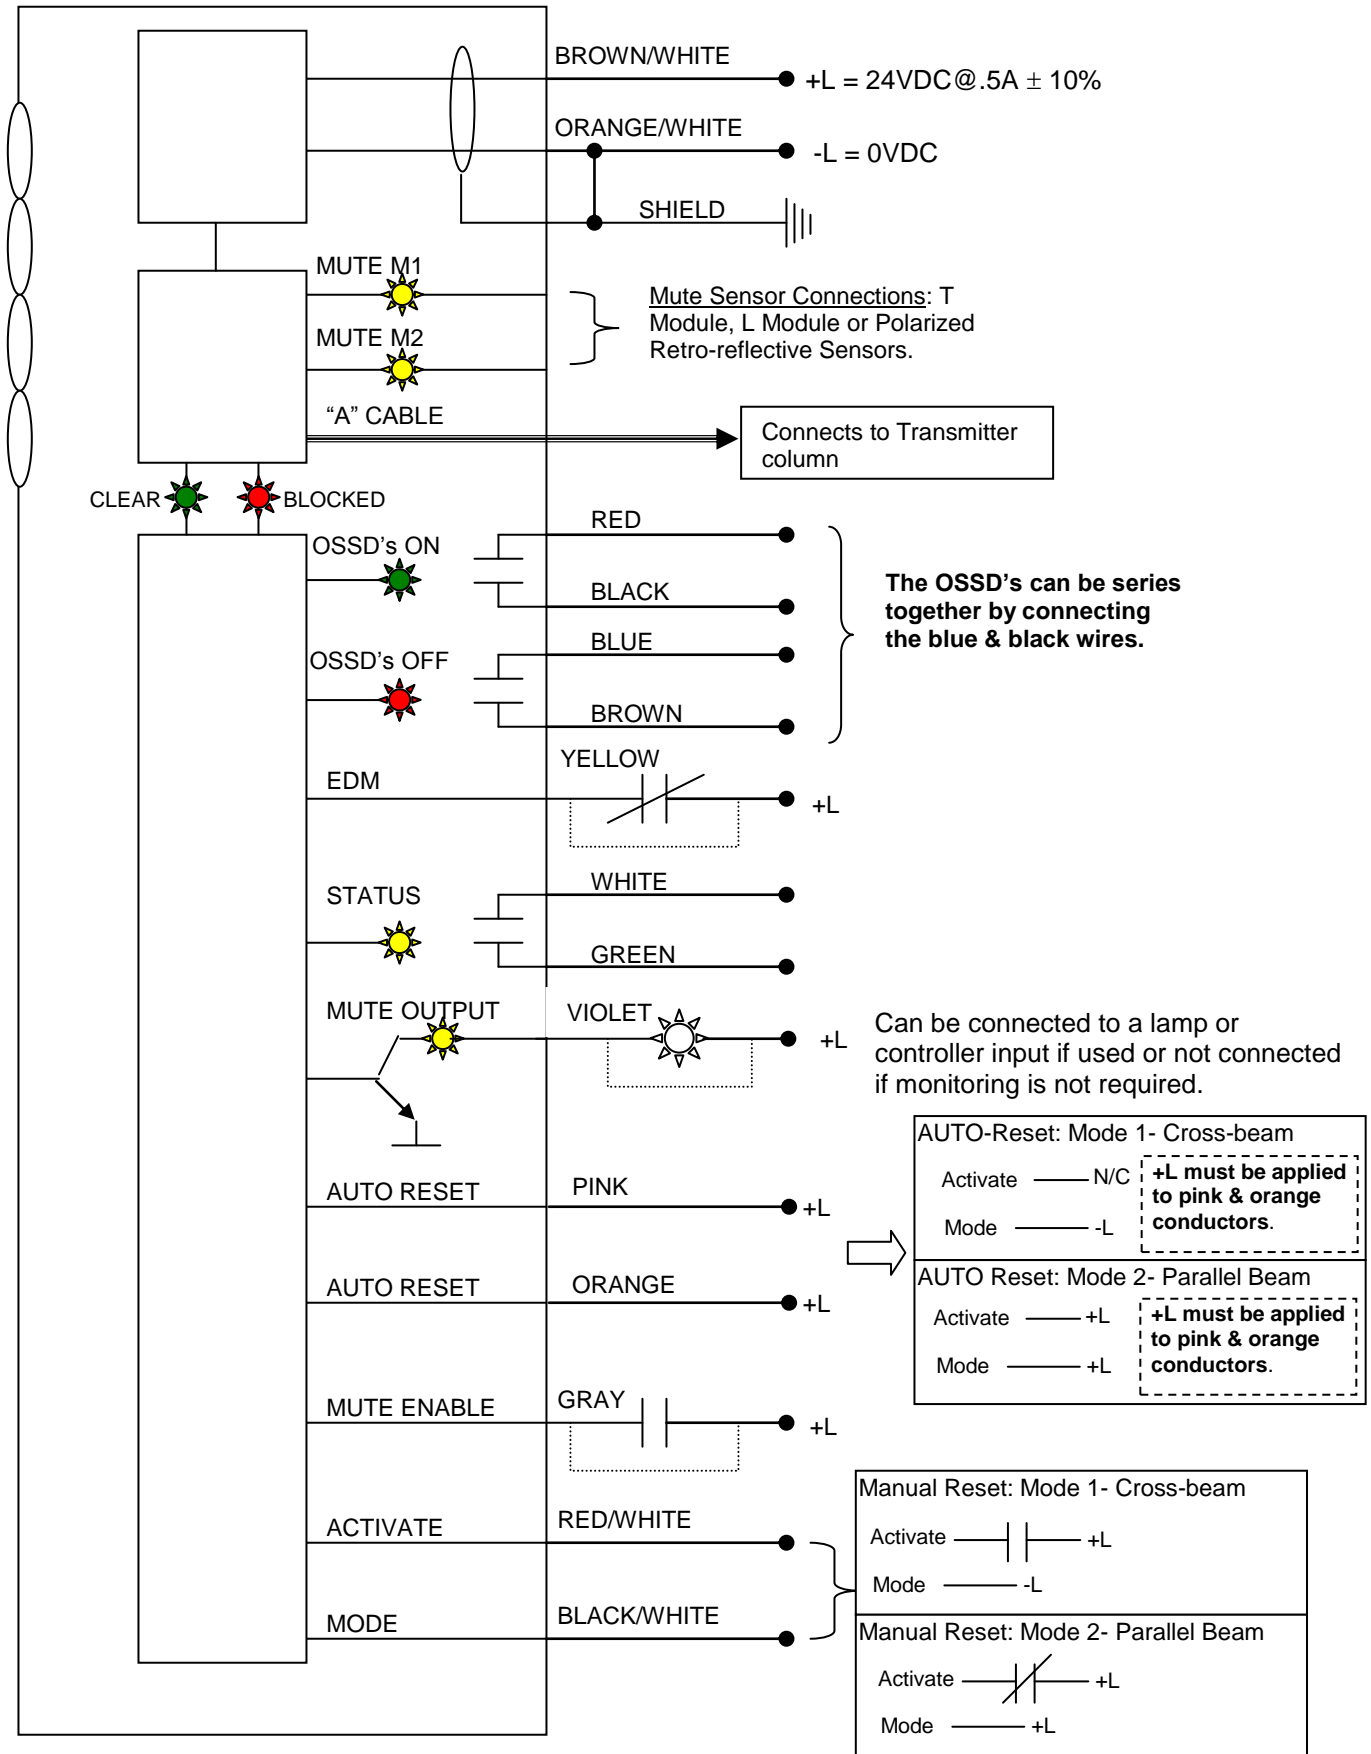 BROWN/WHITE
+L = 24VDC@.5A ± 10%
ORANGE/WHITE
-L = 0VDC
SHIELD
MUTE M1
Mute Sensor Connections: T
Module, L Module or Polarized
Retro-reflective Sensors.
MUTE M2
“A” CABLE
Connects to Transmitter
column
CLEAR
BLOCKED
OSSD’s ON
RED
BLACK
The OSSD’s can be series
together by connecting
the blue & black wires.
OSSD’s OFF
BLUE
BROWN
EDM
YELLOW
+L
STATUS
WHITE
GREEN
MUTE OUTPUT
VIOLET
+L
Can be connected to a lamp or
controller input if used or not connected
if monitoring is not required.
AUTO RESET
PINK
+L
AUTO RESET
ORANGE
+L
AUTO-Reset: Mode 1- Cross-beam
Activate N/C
Mode -L
+L must be applied
to pink & orange
conductors.
AUTO Reset: Mode 2- Parallel Beam
Activate +L
Mode +L
+L must be applied
to pink & orange
conductors.
MUTE ENABLE
GRAY
+L
ACTIVATE
RED/WHITE
MODE
BLACK/WHITE
Manual Reset: Mode 1- Cross-beam
Activate +L
Mode -L
Manual Reset: Mode 2- Parallel Beam
Activate +L
Mode +L